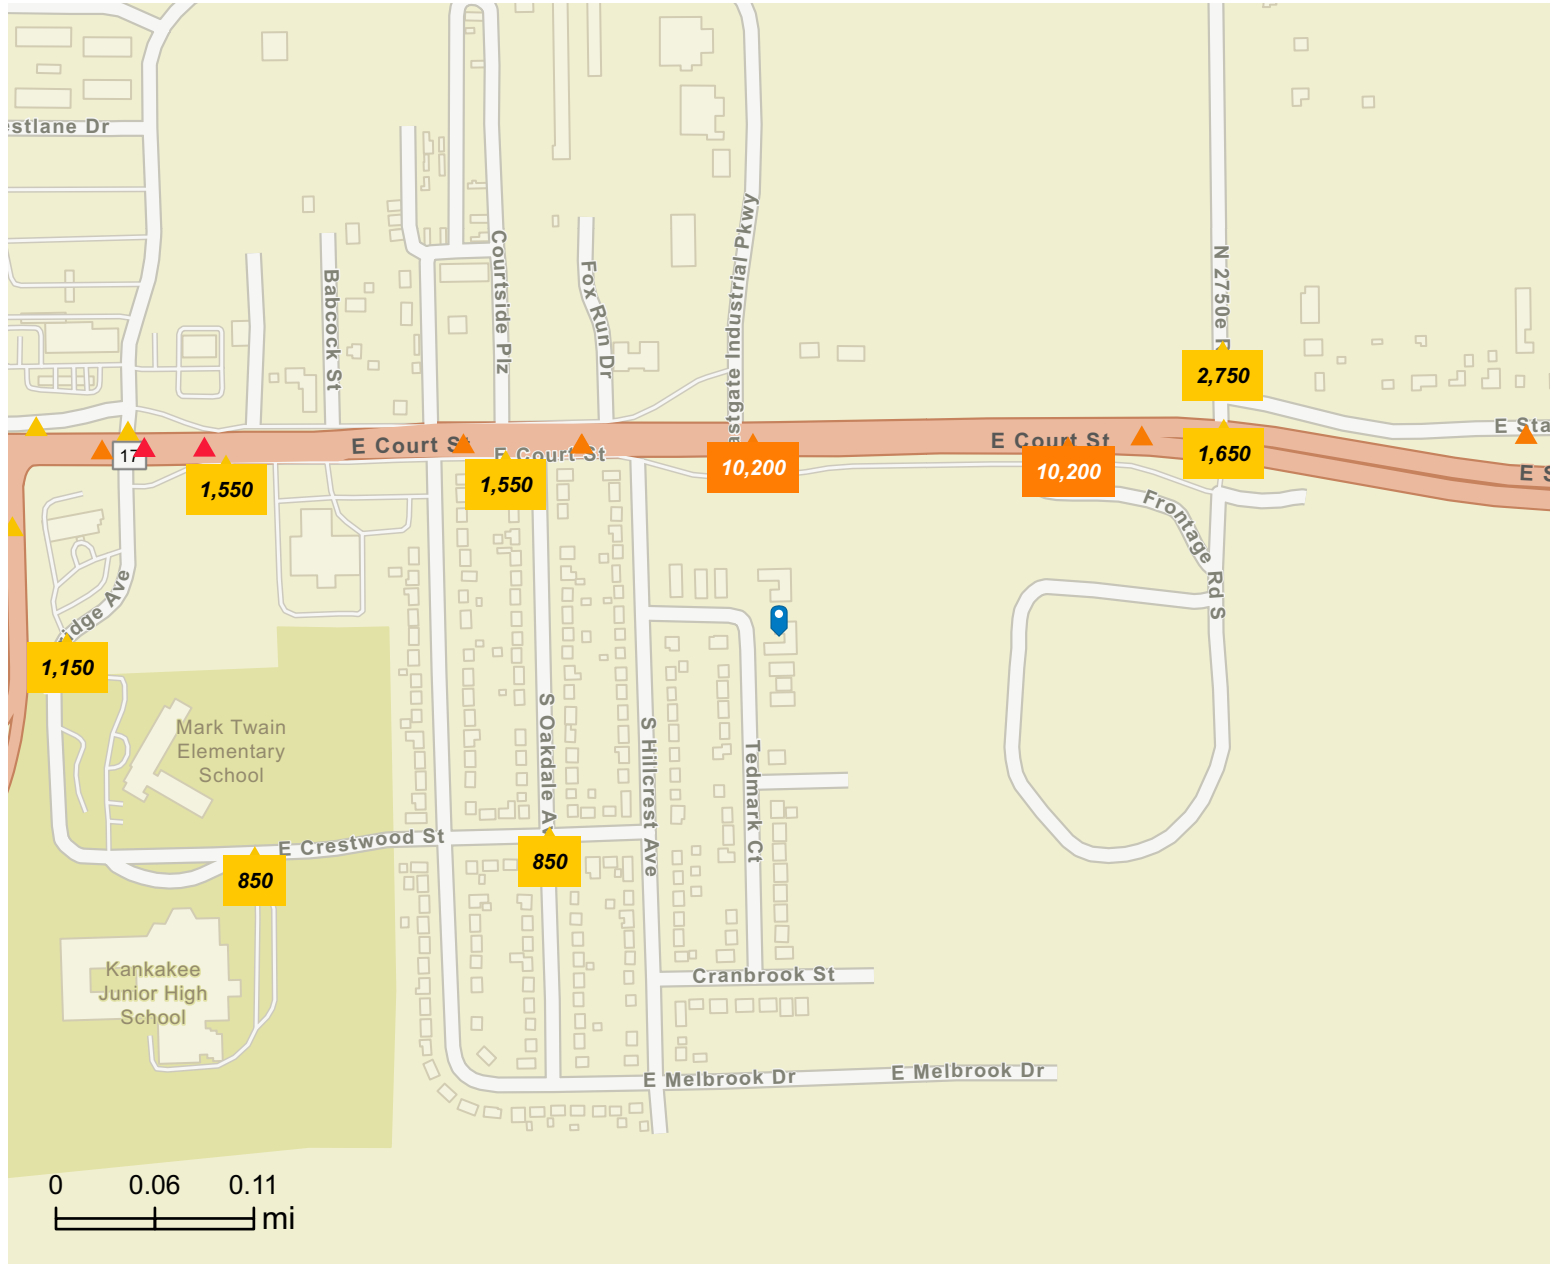 estlane Dr
Babcock St
Courtside Plz
Fox Run Dr
astgate Industrial Pkwy
N 2750e
2,750
E Sta
E Court St
E Court St
E Court St
17
1,550
1,550
10,200
10,200
1,650
E S
Frontage Rd S
idge Ave
1,150
Mark Twain
Elementary
School
S Oakdale Av
S Hillcrest Ave
Tedmark Ct
E Crestwood St
850
850
Kankakee
Junior High
School
Cranbrook St
E Melbrook Dr
E Melbrook Dr
0 0.06 0.11
mi